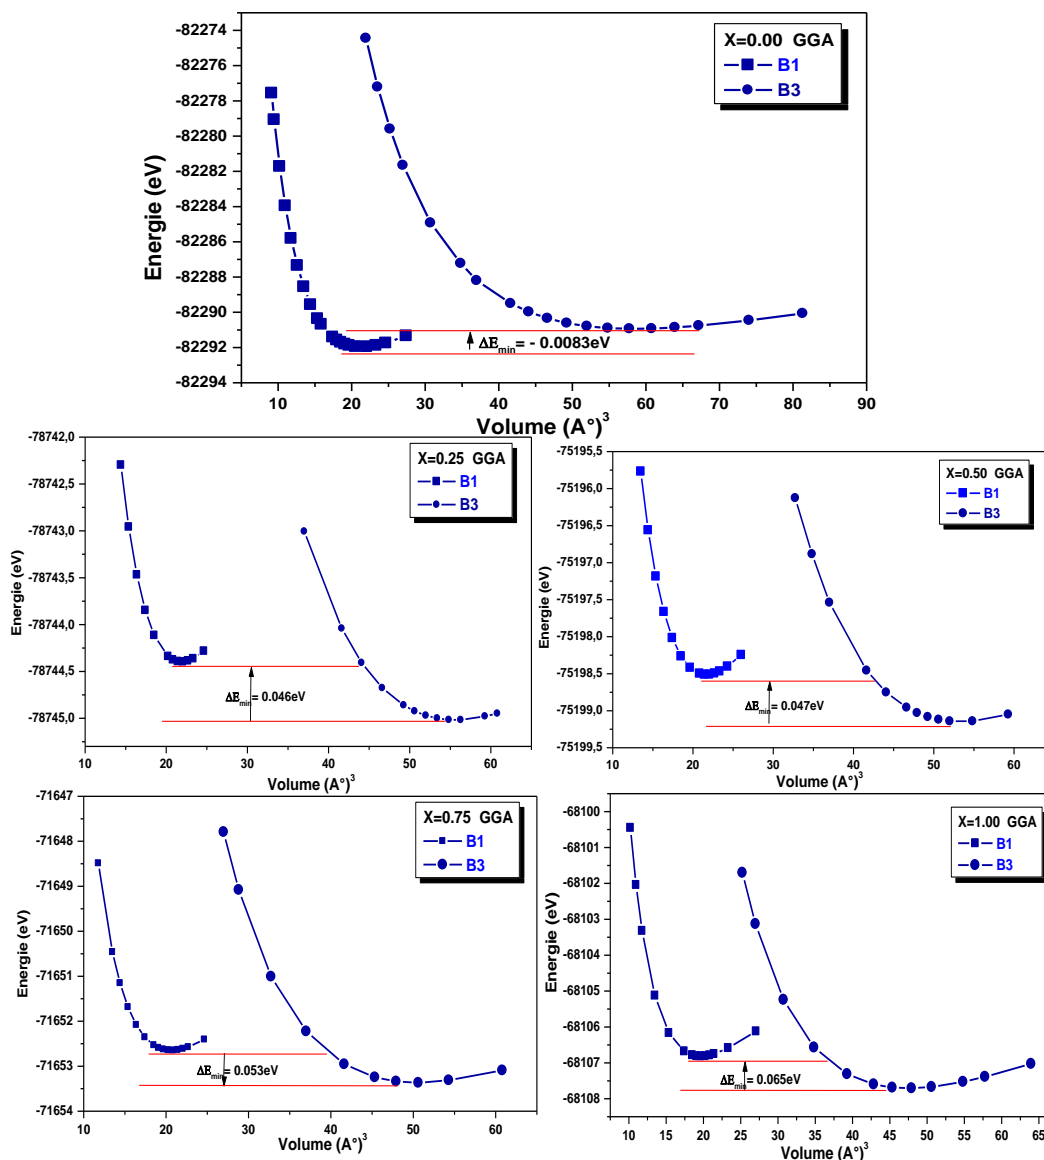 X=0.00 GGA
B1
B3
-82274
-82276
-82278
-82280
-82282
-82284
-82286
-82288
-82290
-82292
-82294
Energie (eV)
ΔEmin= - 0.0083eV
10 20 30 40 50 60 70 80 90
Volume (A°)³
X=0.25 GGA
B1
B3
-78742,0
-78742,5
-78743,0
-78743,5
-78744,0
-78744,5
-78745,0
Energie (eV)
ΔEmin= 0.046eV
10 20 30 40 50 60
Volume (A°)³
X=0.50 GGA
B1
B3
-75195,5
-75196,0
-75196,5
-75197,0
-75197,5
-75198,0
-75198,5
-75199,0
-75199,5
Energie (eV)
ΔEmin= 0.047eV
10 20 30 40 50 60
Volume (A°)³
X=0.75 GGA
B1
B3
-71647
-71648
-71649
-71650
-71651
-71652
-71653
-71654
Energie (eV)
ΔEmin= 0.053eV
10 20 30 40 50 60
Volume (A°)³
X=1.00 GGA
B1
B3
-68100
-68101
-68102
-68103
-68104
-68105
-68106
-68107
-68108
Energie (eV)
ΔEmin= 0.065eV
10 15 20 25 30 35 40 45 50 55 60 65
Volume (A°)³